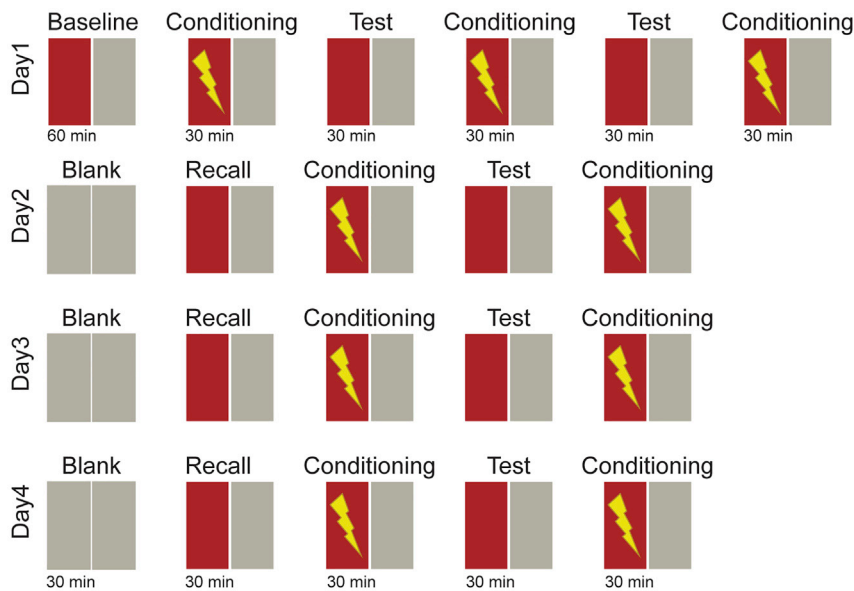 Baseline Conditioning Test Conditioning Test Conditioning
Day1
60 min 30 min 30 min 30 min 30 min 30 min
Blank Recall Conditioning Test Conditioning
Day2
Blank Recall Conditioning Test Conditioning
Day3
Blank Recall Conditioning Test Conditioning
Day4
30 min 30 min 30 min 30 min 30 min